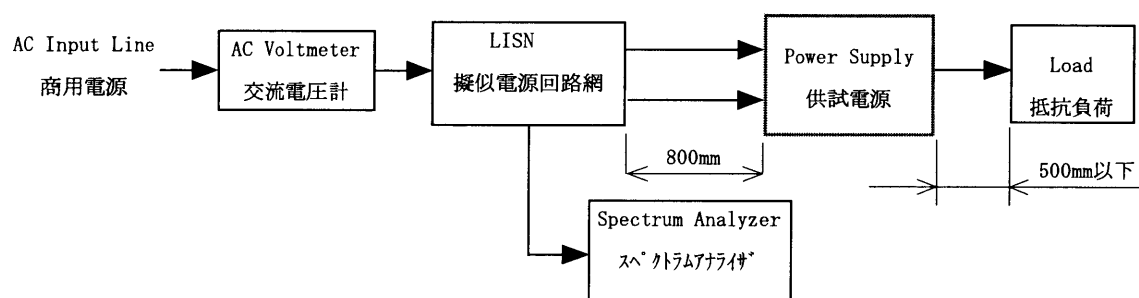 AC Input Line
商用電源
AC Voltmeter
交流電圧計
LISN
擬似電源回路網
Power Supply
供試電源
Load
抵抗負荷
800mm
500mm以下
Spectrum Analyzer
ｽﾍﾟｸﾄﾗﾑｱﾅﾗｲｻﾞ